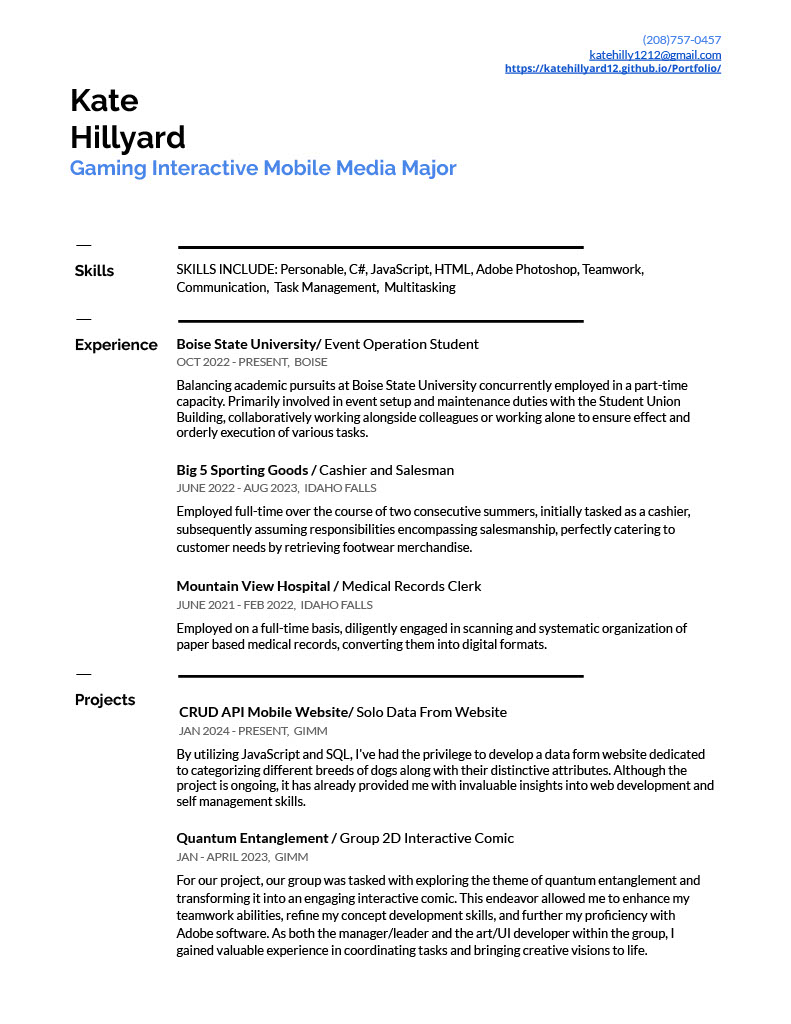 (208)757-0457
katehilly1212@gmail.com
https://katehillyard12.github.io/Portfolio/
Kate
Hillyard
Gaming Interactive Mobile Media Major
Skills
SKILLS INCLUDE: Personable, C#, JavaScript, HTML, Adobe Photoshop, Teamwork,
Communication, Task Management, Multitasking
Experience
Boise State University/ Event Operation Student
OCT 2022 - PRESENT, BOISE
Balancing academic pursuits at Boise State University concurrently employed in a part-time
capacity. Primarily involved in event setup and maintenance duties with the Student Union
Building, collaboratively working alongside colleagues or working alone to ensure effect and
orderly execution of various tasks.
Big 5 Sporting Goods / Cashier and Salesman
JUNE 2022 - AUG 2023, IDAHO FALLS
Employed full-time over the course of two consecutive summers, initially tasked as a cashier,
subsequently assuming responsibilities encompassing salesmanship, perfectly catering to
customer needs by retrieving footwear merchandise.
Mountain View Hospital / Medical Records Clerk
JUNE 2021 - FEB 2022, IDAHO FALLS
Employed on a full-time basis, diligently engaged in scanning and systematic organization of
paper based medical records, converting them into digital formats.
Projects
CRUD API Mobile Website/ Solo Data From Website
JAN 2024 - PRESENT, GIMM
By utilizing JavaScript and SQL, I've had the privilege to develop a data form website dedicated
to categorizing different breeds of dogs along with their distinctive attributes. Although the
project is ongoing, it has already provided me with invaluable insights into web development and
self management skills.
Quantum Entanglement / Group 2D Interactive Comic
JAN - APRIL 2023, GIMM
For our project, our group was tasked with exploring the theme of quantum entanglement and
transforming it into an engaging interactive comic. This endeavor allowed me to enhance my
teamwork abilities, refine my concept development skills, and further my proficiency with
Adobe software. As both the manager/leader and the art/UI developer within the group, I
gained valuable experience in coordinating tasks and bringing creative visions to life.